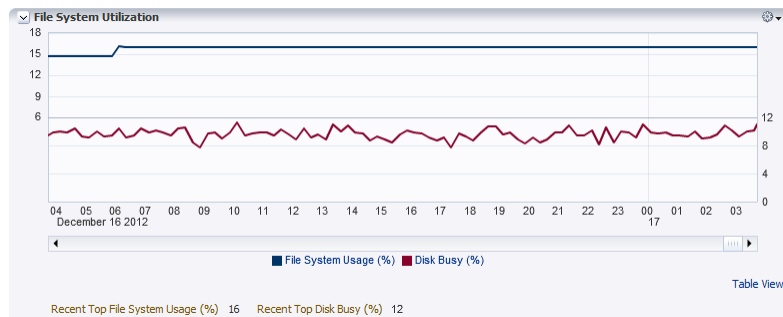 File System Utilization
18
15
12
9
6
12
8
4
0
04 05 06 07 08 09 10 11 12 13 14 15 16 17 18 19 20 21 22 23 00 01 02 03
December 16 2012 17
File System Usage (%) Disk Busy (%)
Table View
Recent Top File System Usage (%) 16 Recent Top Disk Busy (%) 12